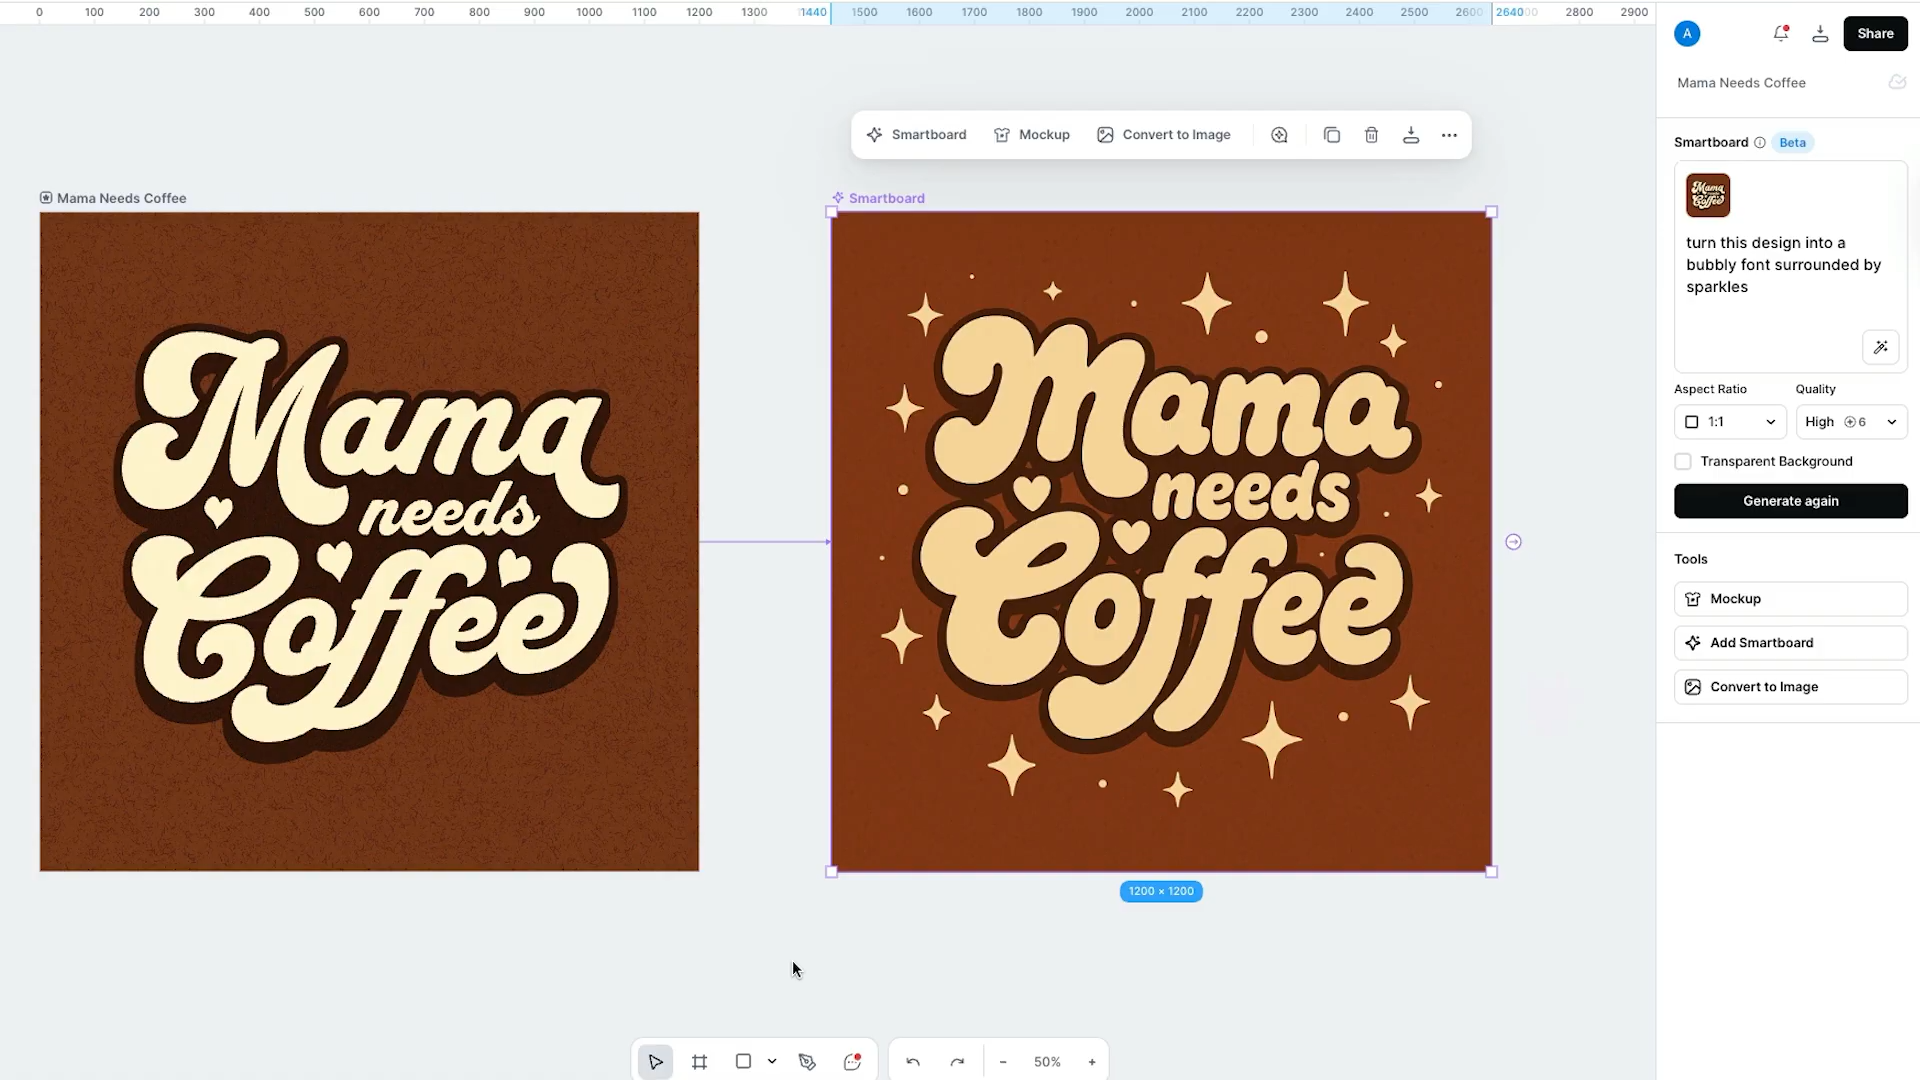 0 100 200 300 400 500 600 700 800 900 1000 1100 1200 1300 1440 1500 1600 1700 1800 1900 2000 2100 2200 2300 2400 2500 2600 2640 2800 2900
A
Share
Mama Needs Coffee
Smartboard Mockup Convert to Image
Smartboard Beta
Mama Needs Coffee
Smartboard
Mama
needs
Coffee
Mama
needs
Coffee
1200 × 1200
Mama
Coffee
turn this design into a
bubbly font surrounded by
sparkles
Aspect Ratio Quality
1:1 High 6
Transparent Background
Generate again
Tools
Mockup
Add Smartboard
Convert to Image
50%